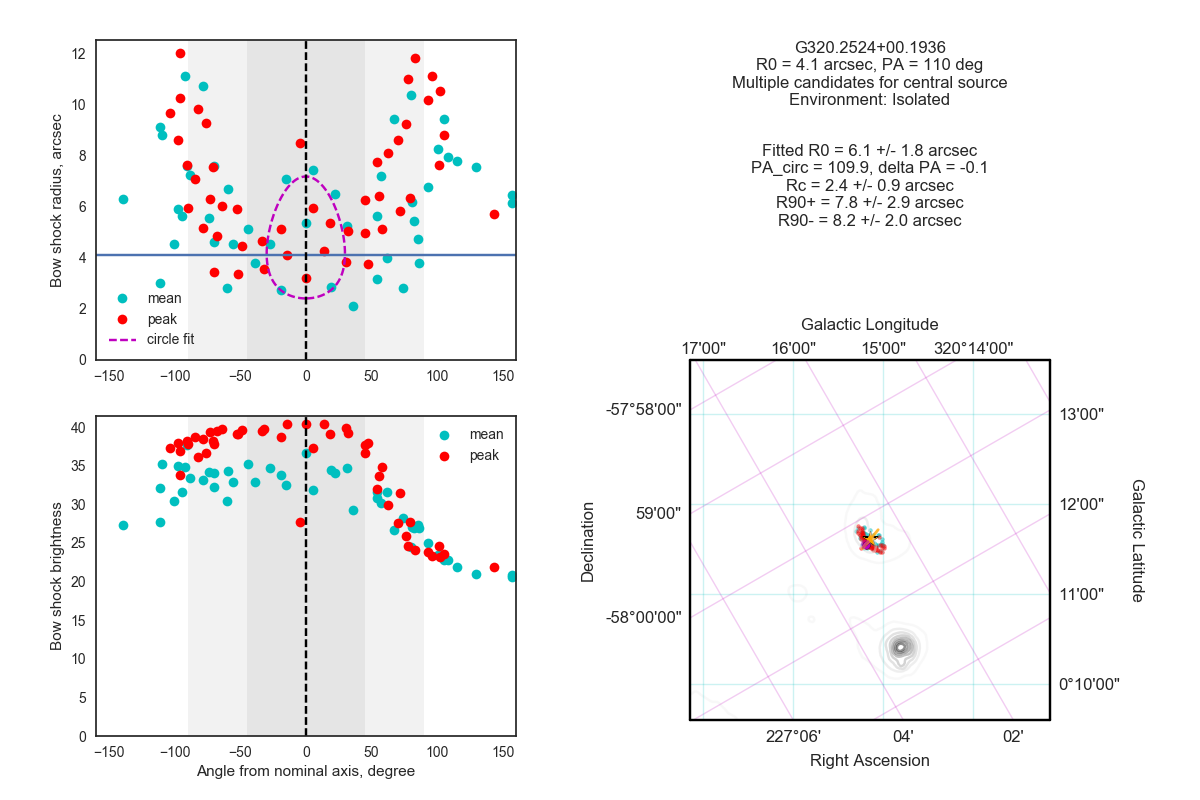 G320.2524+00.1936
R0 = 4.1 arcsec, PA = 110 deg
Multiple candidates for central source
Environment: Isolated
Fitted R0 = 6.1 +/- 1.8 arcsec
PA_circ = 109.9, delta PA = -0.1
Rc = 2.4 +/- 0.9 arcsec
R90+ = 7.8 +/- 2.9 arcsec
R90- = 8.2 +/- 2.0 arcsec
Bow shock radius, arcsec
12
10
8
6
4
2
0
mean
peak
circle fit
−150 −100 −50 0 50 100 150
Bow shock brightness
40
35
30
25
20
15
10
5
0
mean
peak
−150 −100 −50 0 50 100 150
Angle from nominal axis, degree
Galactic Longitude
17'00" 16'00" 15'00" 320°14'00"
-57°58'00"
59'00"
-58°00'00"
Declination
13'00"
12'00"
11'00"
0°10'00"
Galactic Latitude
227°06' 04' 02'
Right Ascension